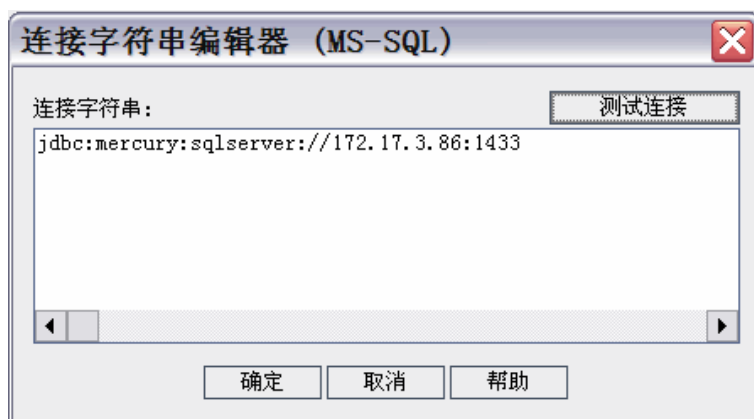 连接字符串编辑器 (MS-SQL)
连接字符串:
测试连接
jdbc:mercury:sqlserver://172.17.3.86:1433
确定
取消
帮助